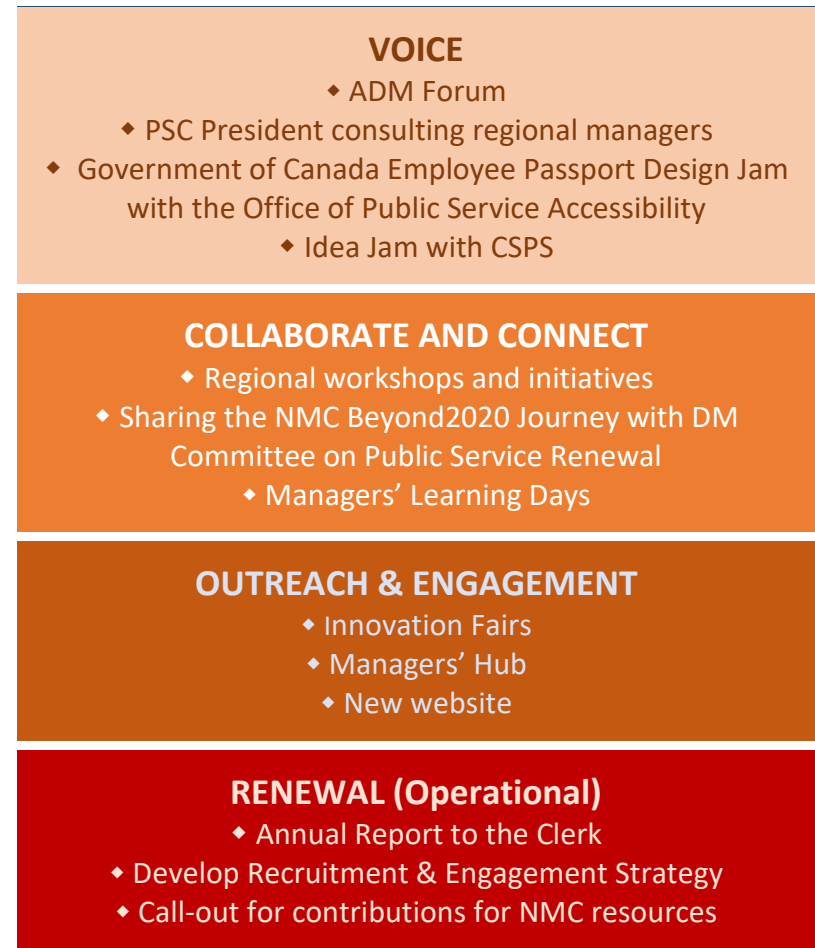 VOICE
◆ ADM Forum
◆ PSC President consulting regional managers
◆ Government of Canada Employee Passport Design Jam
with the Office of Public Service Accessibility
◆ Idea Jam with CSPS
COLLABORATE AND CONNECT
◆ Regional workshops and initiatives
◆ Sharing the NMC Beyond2020 Journey with DM
Committee on Public Service Renewal
◆ Managers’ Learning Days
OUTREACH & ENGAGEMENT
◆ Innovation Fairs
◆ Managers’ Hub
◆ New website
RENEWAL (Operational)
◆ Annual Report to the Clerk
◆ Develop Recruitment & Engagement Strategy
◆ Call-out for contributions for NMC resources